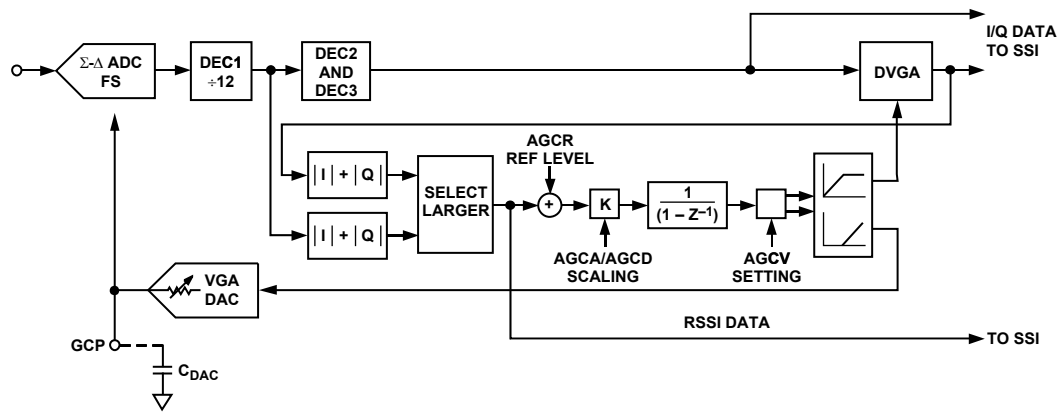 Σ-Δ ADC
FS
DEC1
÷12
DEC2
AND
DEC3
DVGA
I/Q DATA
TO SSI
|I| + |Q|
|I| + |Q|
SELECT
LARGER
AGCR
REF LEVEL
+
K
AGCA/AGCD
SCALING
1
(1 – Z–1)
AGCV
SETTING
VGA
DAC
GCP
CDAC
RSSI DATA
TO SSI